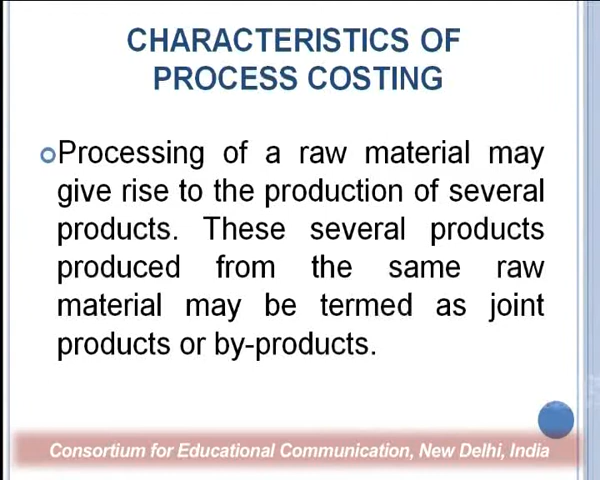 CHARACTERISTICS OF
PROCESS COSTING
Processing of a raw material may
give rise to the production of several
products. These several products
produced from the same raw
material may be termed as joint
products or by-products.
Consortium for Educational Communication, New Delhi, India